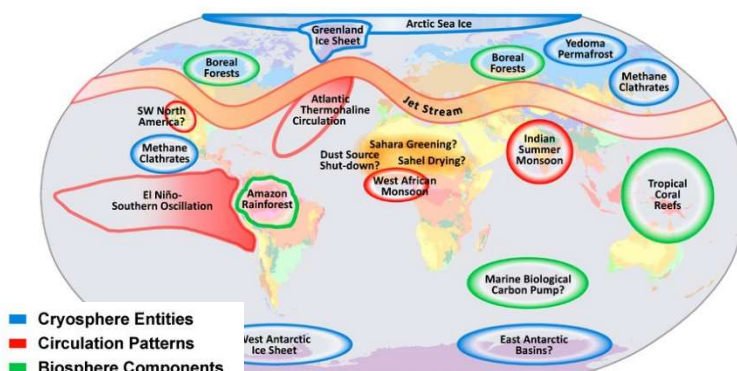 Arctic Sea Ice
Greenland
Ice Sheet
Boreal
Forests
Boreal
Forests
Yedoma
Permafrost
Methane
Clathrates
Jet Stream
SW North
America?
Atlantic
Thermohaline
Circulation
Methane
Clathrates
Sahara Greening?
Dust Source
Shut-down?
Sahel Drying?
Indian
Summer
Monsoon
West African
Monsoon
El Niño-
Southern Oscillation
Amazon
Rainforest
Tropical
Coral
Reefs
Marine Biological
Carbon Pump?
West Antarctic
Ice Sheet
East Antarctic
Basins?
Cryosphere Entities
Circulation Patterns
Biosphere Components